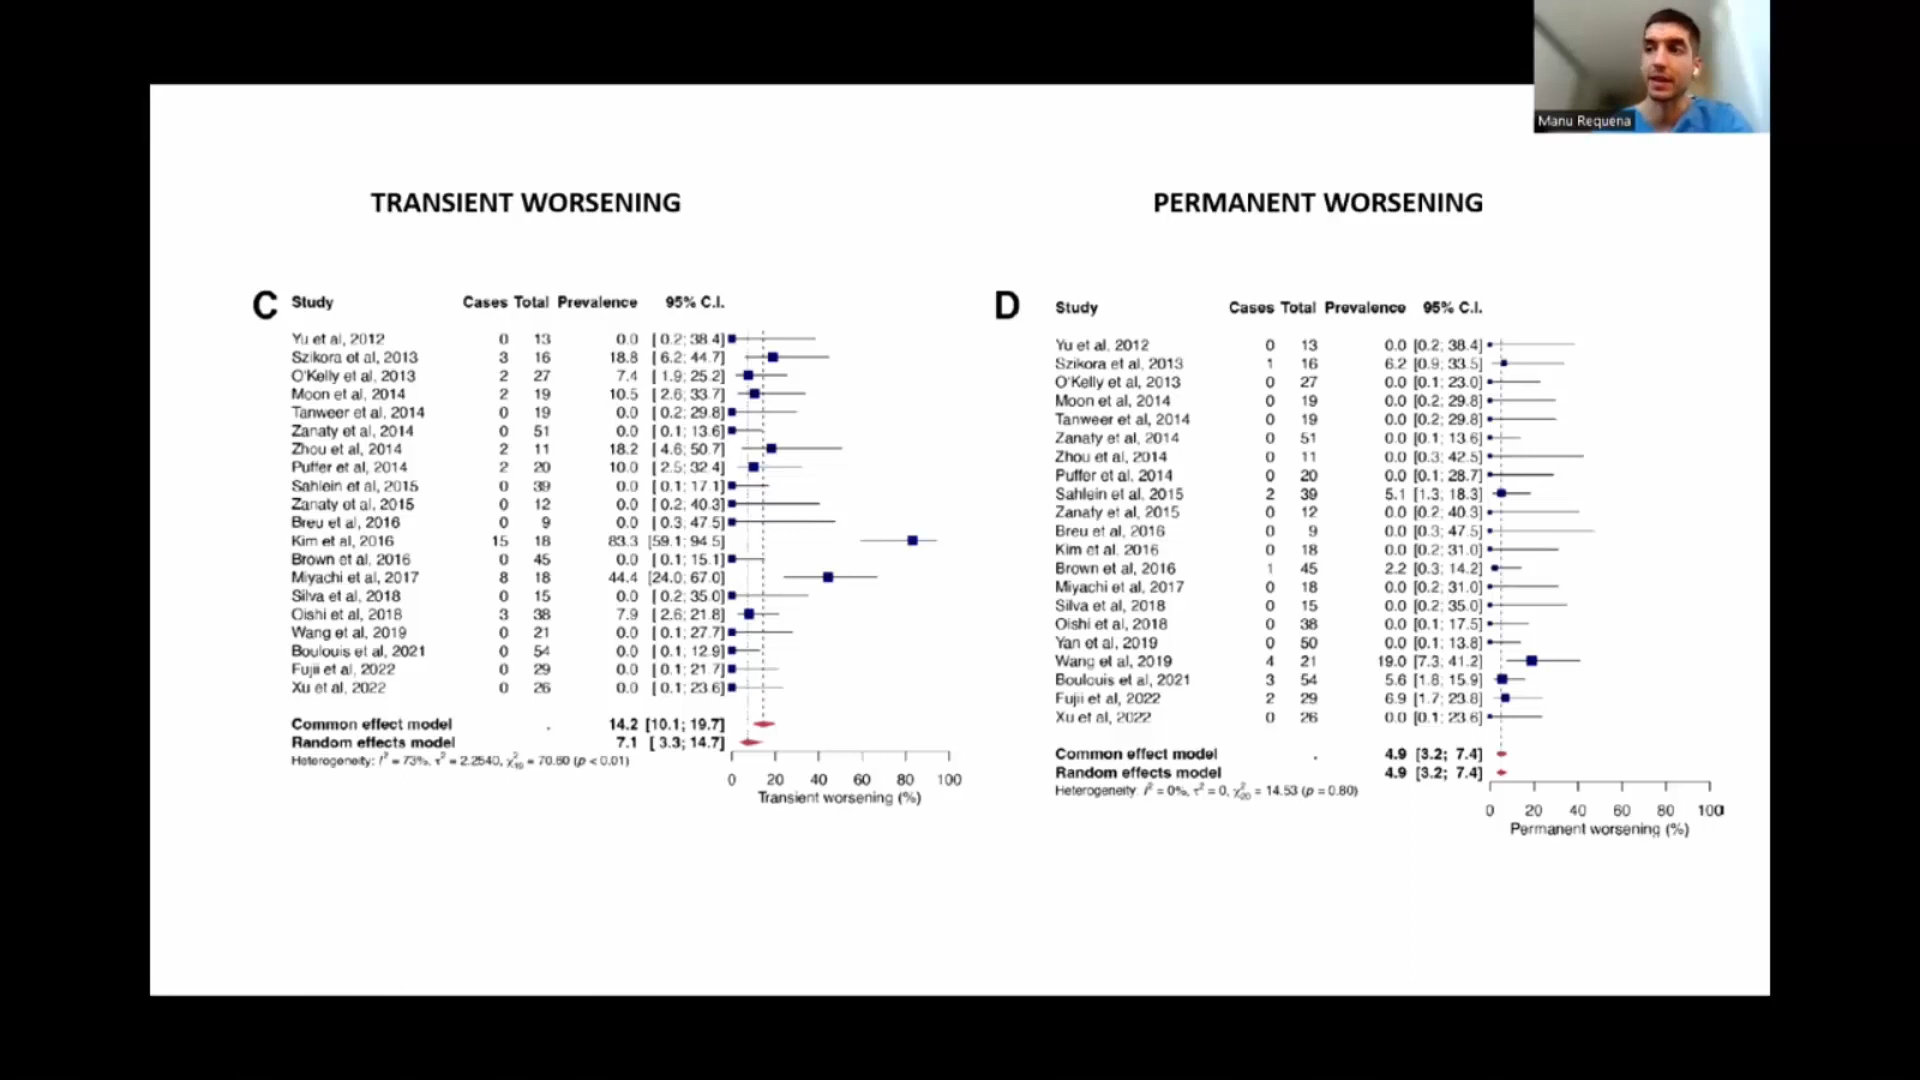 Manu Requena
TRANSIENT WORSENING
C Study Cases Total Prevalence 95% C.I.
Yu et al, 2012 0 13 0.0 [ 0.2; 38.4]
Szikora et al, 2013 3 16 18.8 [ 6.2; 44.7]
O'Kelly et al, 2013 2 27 7.4 [ 1.9; 25.2]
Moon et al, 2014 2 19 10.5 [ 2.6; 33.7]
Tanweer et al, 2014 0 19 0.0 [ 0.2; 29.8]
Zanaty et al, 2014 0 51 0.0 [ 0.1; 13.6]
Zhou et al, 2014 2 11 18.2 [ 4.6; 50.7]
Puffer et al, 2014 2 20 10.0 [ 2.5; 32.4]
Sahlein et al, 2015 0 39 0.0 [ 0.1; 17.1]
Zanaty et al, 2015 0 12 0.0 [ 0.2; 40.3]
Breu et al, 2016 0 9 0.0 [ 0.3; 47.5]
Kim et al, 2016 15 18 83.3 [59.1; 94.5]
Brown et al, 2016 0 45 0.0 [ 0.1; 15.1]
Miyachi et al, 2017 8 18 44.4 [24.0; 67.0]
Silva et al, 2018 0 15 0.0 [ 0.2; 35.0]
Oishi et al, 2018 3 38 7.9 [ 2.6; 21.8]
Wang et al, 2019 0 21 0.0 [ 0.1; 27.7]
Boulouis et al, 2021 0 54 0.0 [ 0.1; 12.9]
Fujii et al, 2022 0 29 0.0 [ 0.1; 21.7]
Xu et al, 2022 0 26 0.0 [ 0.1; 23.6]
Common effect model . 14.2 [10.1; 19.7]
Random effects model 7.1 [ 3.3; 14.7]
Heterogeneity: I² = 73%, τ² = 2.2540, χ²₁₉ = 70.60 (p < 0.01)
0 20 40 60 80 100
Transient worsening (%)
PERMANENT WORSENING
D Study Cases Total Prevalence 95% C.I.
Yu et al, 2012 0 13 0.0 [0.2; 38.4]
Szikora et al, 2013 1 16 6.2 [0.9; 33.5]
O'Kelly et al, 2013 0 27 0.0 [0.1; 23.0]
Moon et al, 2014 0 19 0.0 [0.2; 29.8]
Tanweer et al, 2014 0 19 0.0 [0.2; 29.8]
Zanaty et al, 2014 0 51 0.0 [0.1; 13.6]
Zhou et al, 2014 0 11 0.0 [0.3; 42.5]
Puffer et al, 2014 0 20 0.0 [0.1; 28.7]
Sahlein et al, 2015 2 39 5.1 [1.3; 18.3]
Zanaty et al, 2015 0 12 0.0 [0.2; 40.3]
Breu et al, 2016 0 9 0.0 [0.3; 47.5]
Kim et al, 2016 0 18 0.0 [0.2; 31.0]
Brown et al, 2016 1 45 2.2 [0.3; 14.2]
Miyachi et al, 2017 0 18 0.0 [0.2; 31.0]
Silva et al, 2018 0 15 0.0 [0.2; 35.0]
Oishi et al, 2018 0 38 0.0 [0.1; 17.5]
Yan et al, 2019 0 50 0.0 [0.1; 13.8]
Wang et al, 2019 4 21 19.0 [7.3; 41.2]
Boulouis et al, 2021 3 54 5.6 [1.8; 15.9]
Fujii et al, 2022 2 29 6.9 [1.7; 23.8]
Xu et al, 2022 0 26 0.0 [0.1; 23.6]
Common effect model . 4.9 [3.2; 7.4]
Random effects model 4.9 [3.2; 7.4]
Heterogeneity: I² = 0%, τ² = 0, χ²₂₀ = 14.53 (p = 0.80)
0 20 40 60 80 100
Permanent worsening (%)